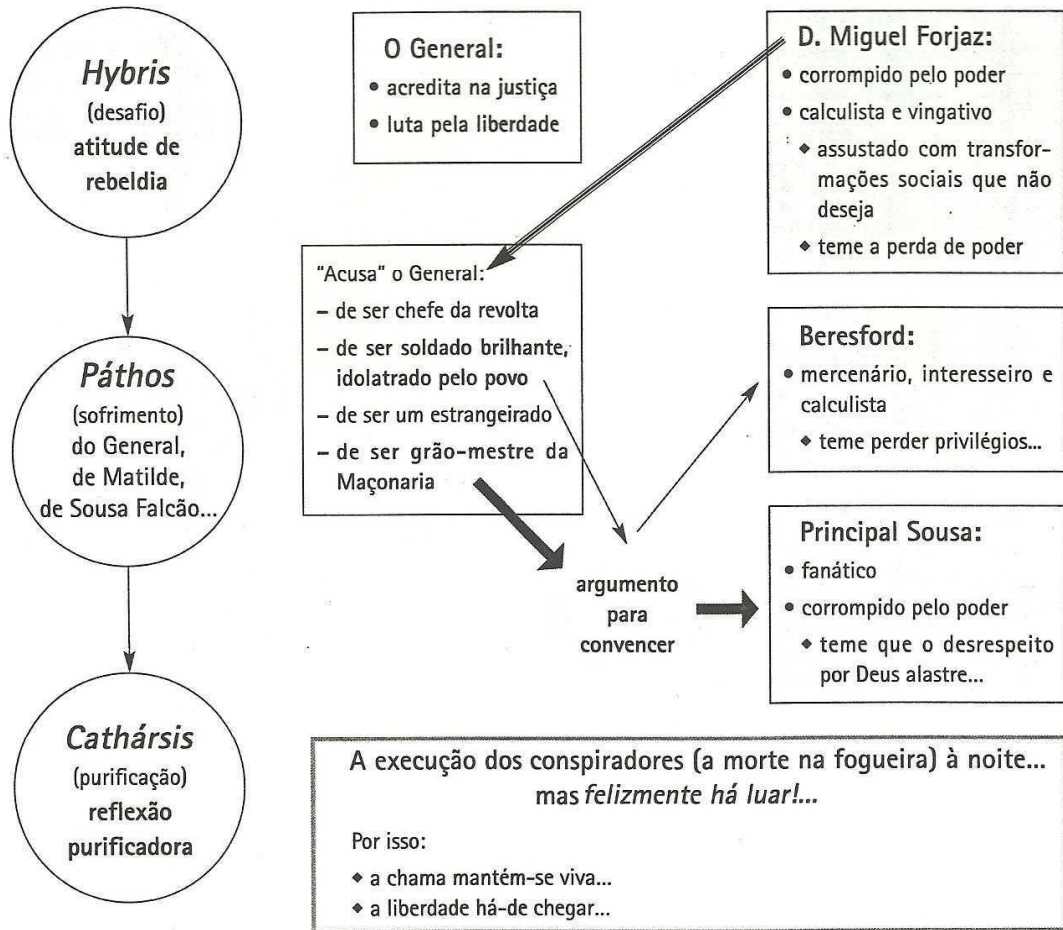 Hybris
(desafio)
atitude de
rebeldia
O General:
• acredita na justiça
• luta pela liberdade
D. Miguel Forjaz:
• corrompido pelo poder
• calculista e vingativo
◆ assustado com transfor-
mações sociais que não
deseja
◆ teme a perda de poder
"Acusa" o General:
– de ser chefe da revolta
– de ser soldado brilhante,
idolatrado pelo povo
– de ser um estrangeirado
– de ser grão-mestre da
Maçonaria
Páthos
(sofrimento)
do General,
de Matilde,
de Sousa Falcão...
Beresford:
• mercenário, interesseiro e
calculista
◆ teme perder privilégios...
argumento
para
convencer
Principal Sousa:
• fanático
• corrompido pelo poder
◆ teme que o desrespeito
por Deus alastre...
Cathársis
(purificação)
reflexão
purificadora
A execução dos conspiradores (a morte na fogueira) à noite...
mas felizmente há luar!...
Por isso:
◆ a chama mantém-se viva...
◆ a liberdade há-de chegar...